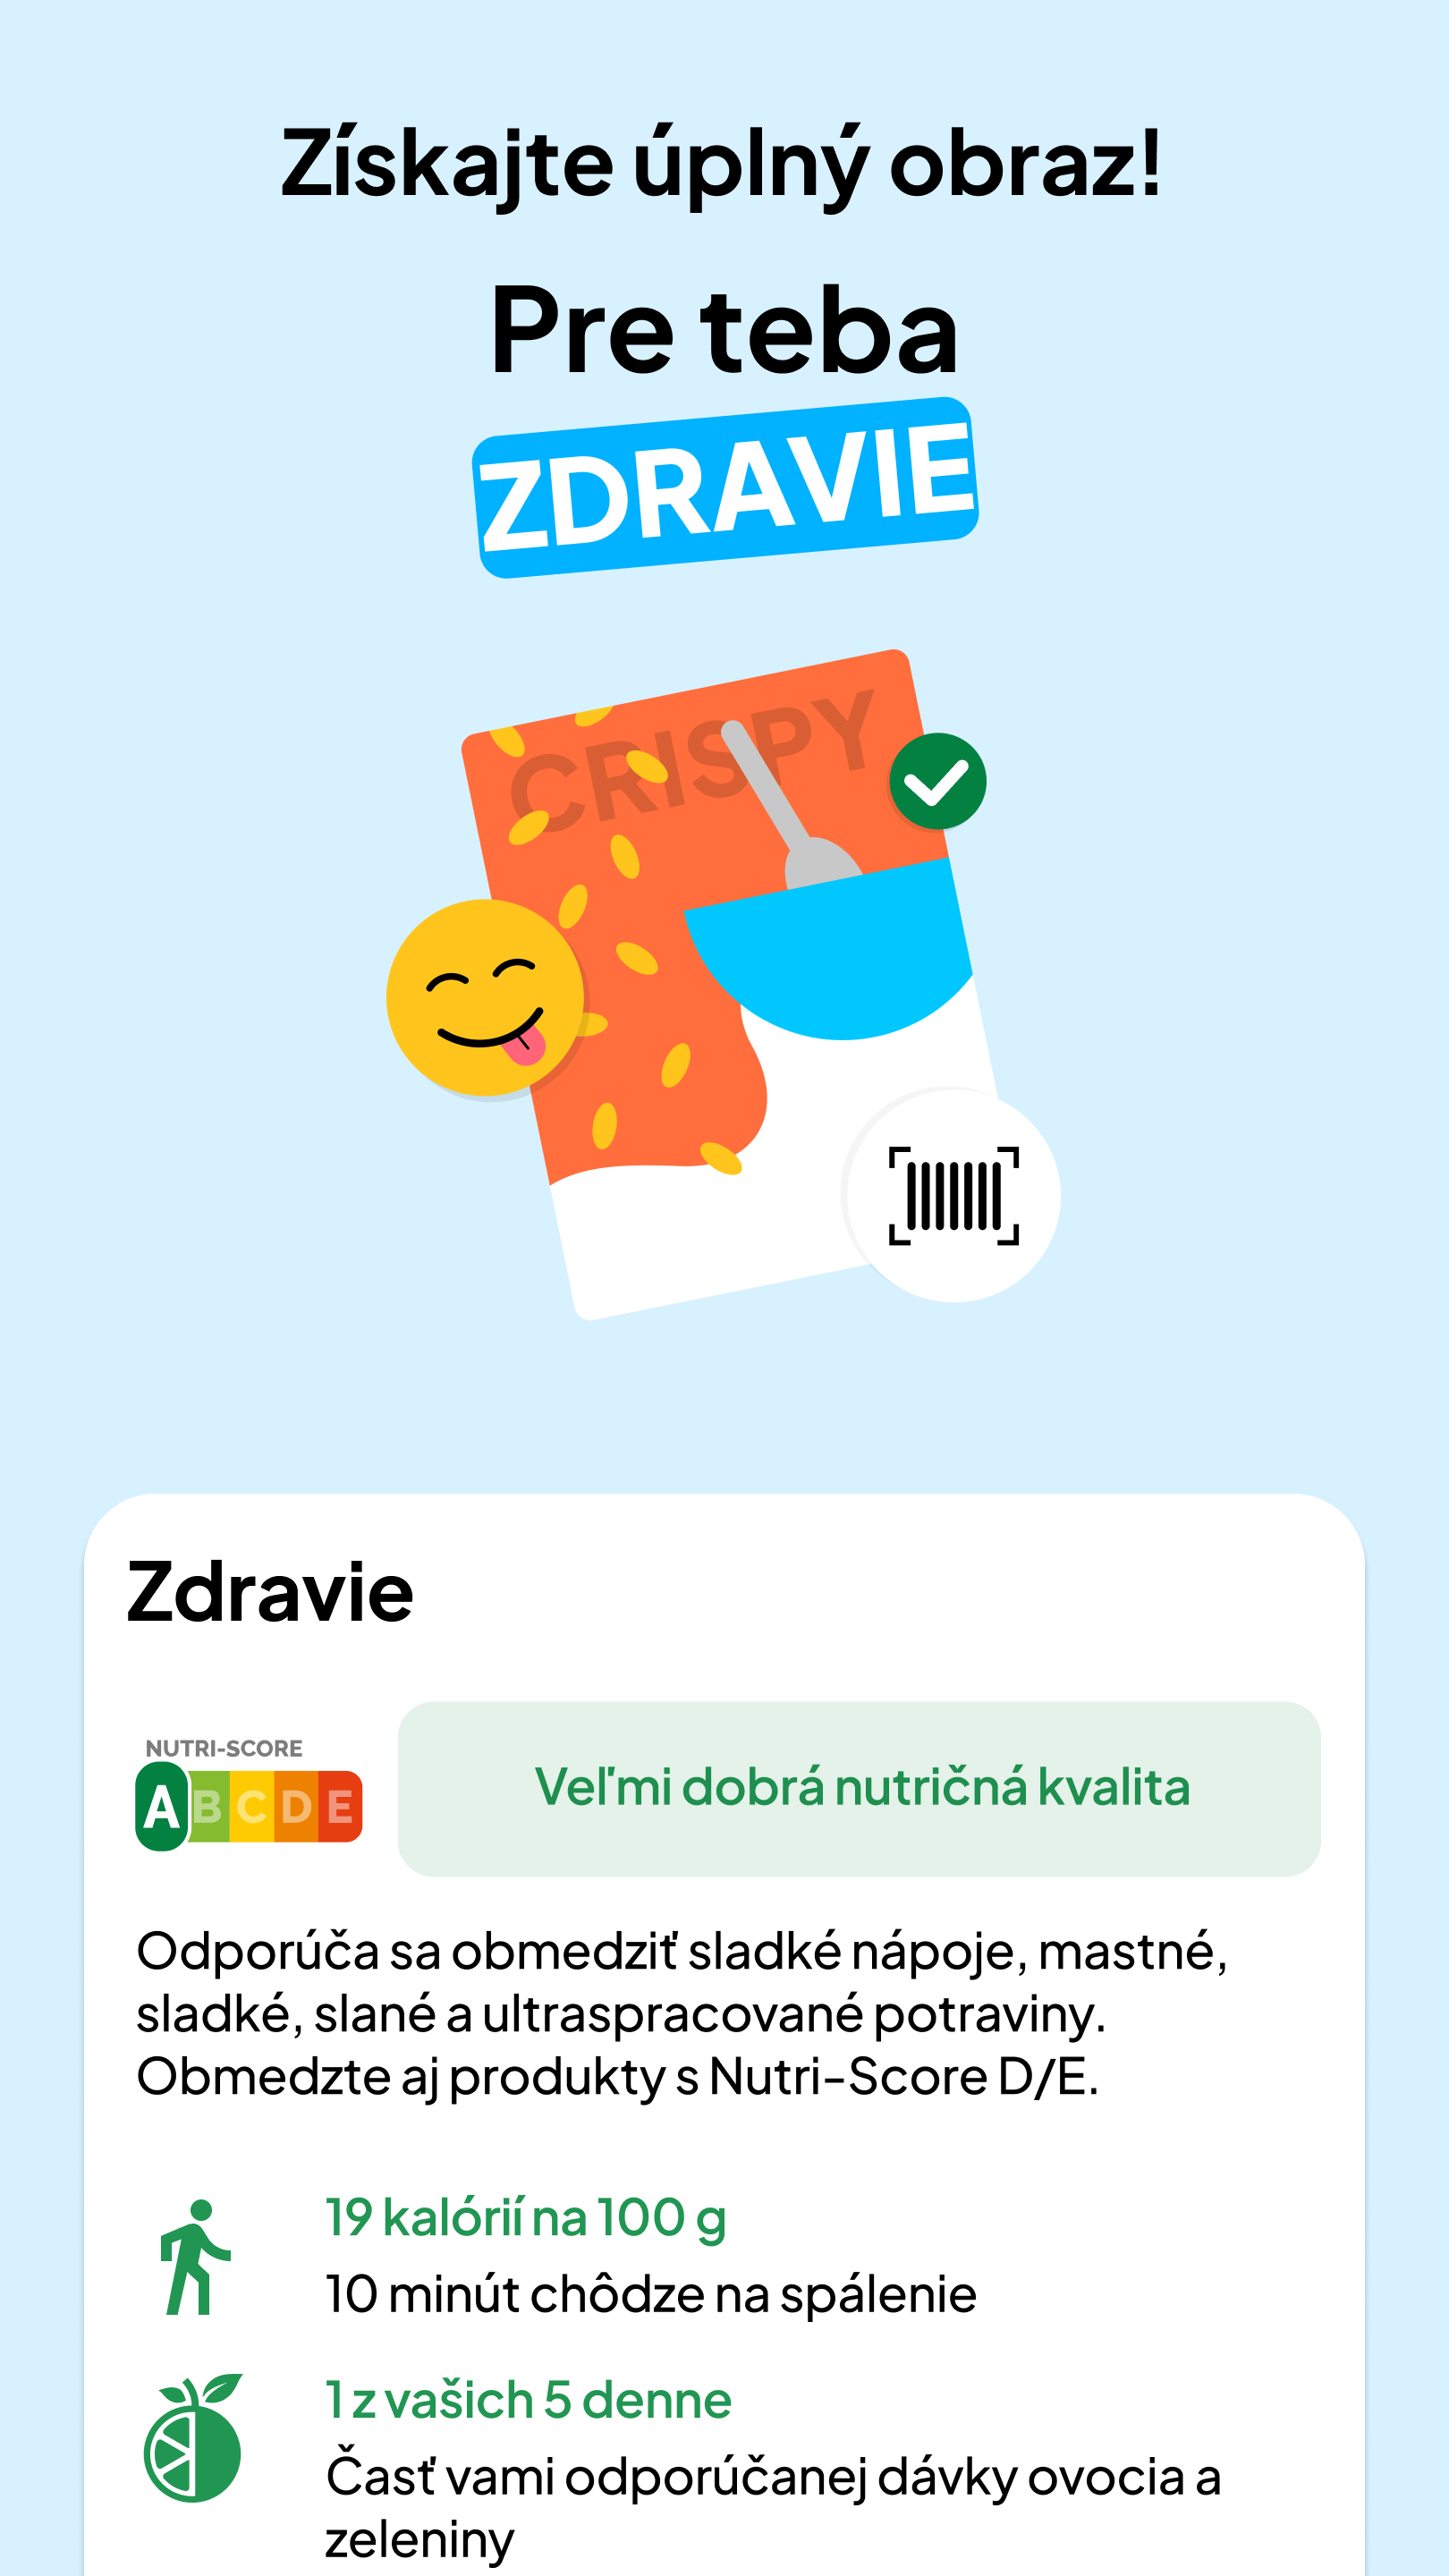 Získajte úplný obraz!
Pre teba
ZDRAVIE
CRISPY
Zdravie
NUTRI-SCORE
A B C D E
Veľmi dobrá nutričná kvalita
Odporúča sa obmedziť sladké nápoje, mastné,
sladké, slané a ultraspracované potraviny.
Obmedzte aj produkty s Nutri-Score D/E.
19 kalórií na 100 g
10 minút chôdze na spálenie
1 z vašich 5 denne
Časť vami odporúčanej dávky ovocia a
zeleniny